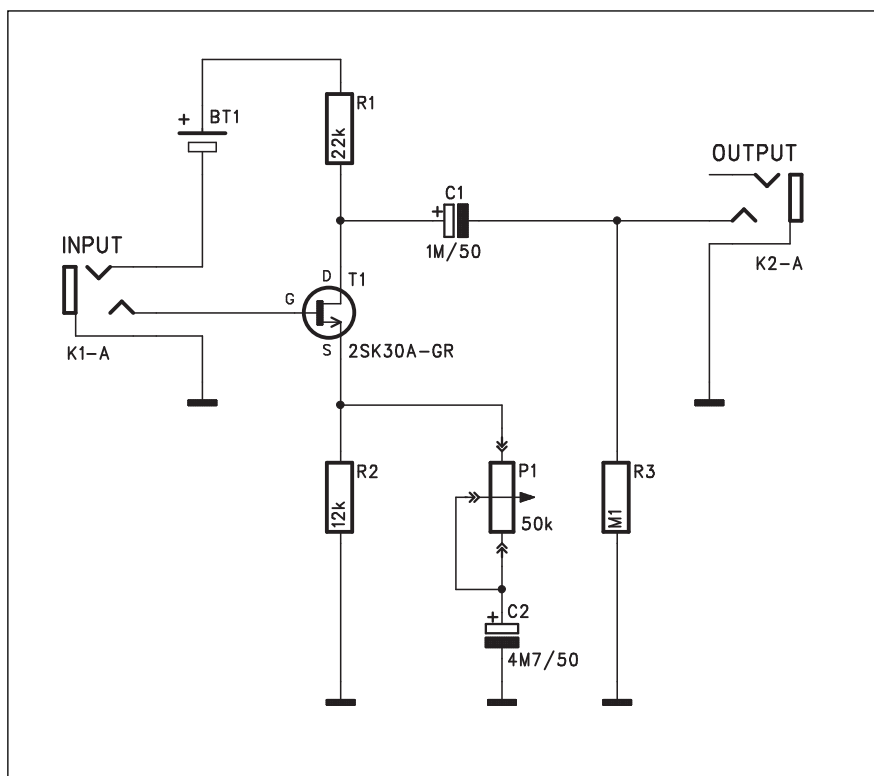 BT1
R1
22k
OUTPUT
C1
1M/50
K2-A
INPUT
D
T1
G
S
2SK30A-GR
K1-A
R2
12k
P1
50k
R3
M1
C2
4M7/50